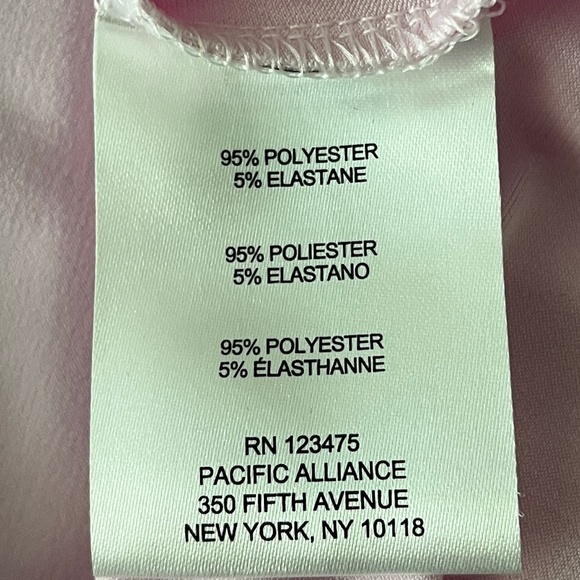 95% POLYESTER
5% ELASTANE
95% POLIESTER
5% ELASTANO
95% POLYESTER
5% ÉLASTHANNE
RN 123475
PACIFIC ALLIANCE
350 FIFTH AVENUE
NEW YORK, NY 10118